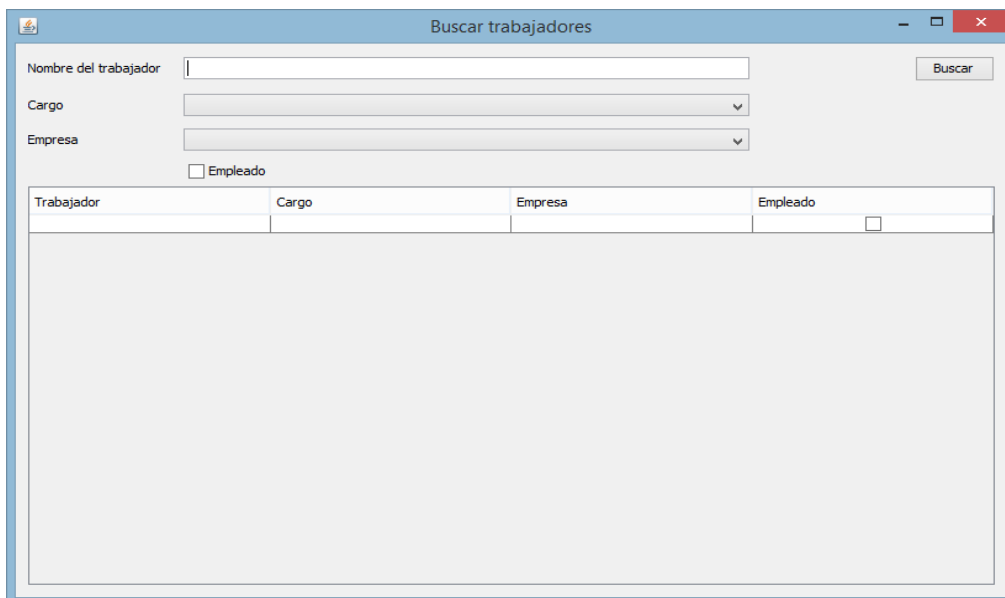 Buscar trabajadores
Nombre del trabajador Buscar
Cargo
Empresa
Empleado
Trabajador Cargo Empresa Empleado